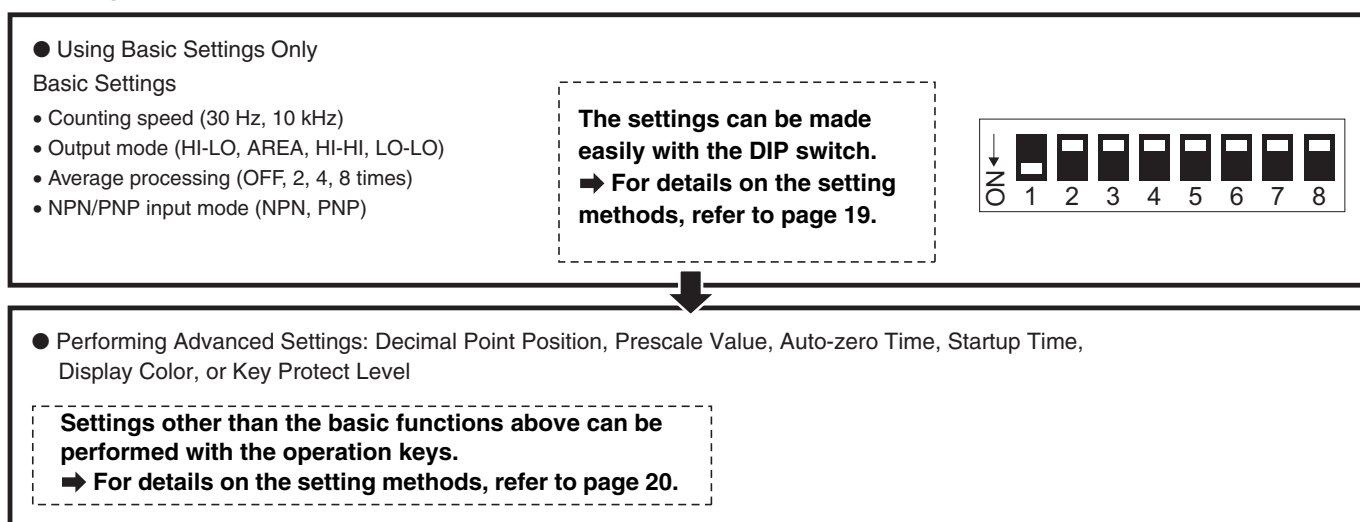 ● Using Basic Settings Only
Basic Settings
• Counting speed (30 Hz, 10 kHz)
• Output mode (HI-LO, AREA, HI-HI, LO-LO)
• Average processing (OFF, 2, 4, 8 times)
• NPN/PNP input mode (NPN, PNP)
The settings can be made
easily with the DIP switch.
➡ For details on the setting
methods, refer to page 19.
ON→
1 2 3 4 5 6 7 8
● Performing Advanced Settings: Decimal Point Position, Prescale Value, Auto-zero Time, Startup Time,
Display Color, or Key Protect Level
Settings other than the basic functions above can be
performed with the operation keys.
➡ For details on the setting methods, refer to page 20.